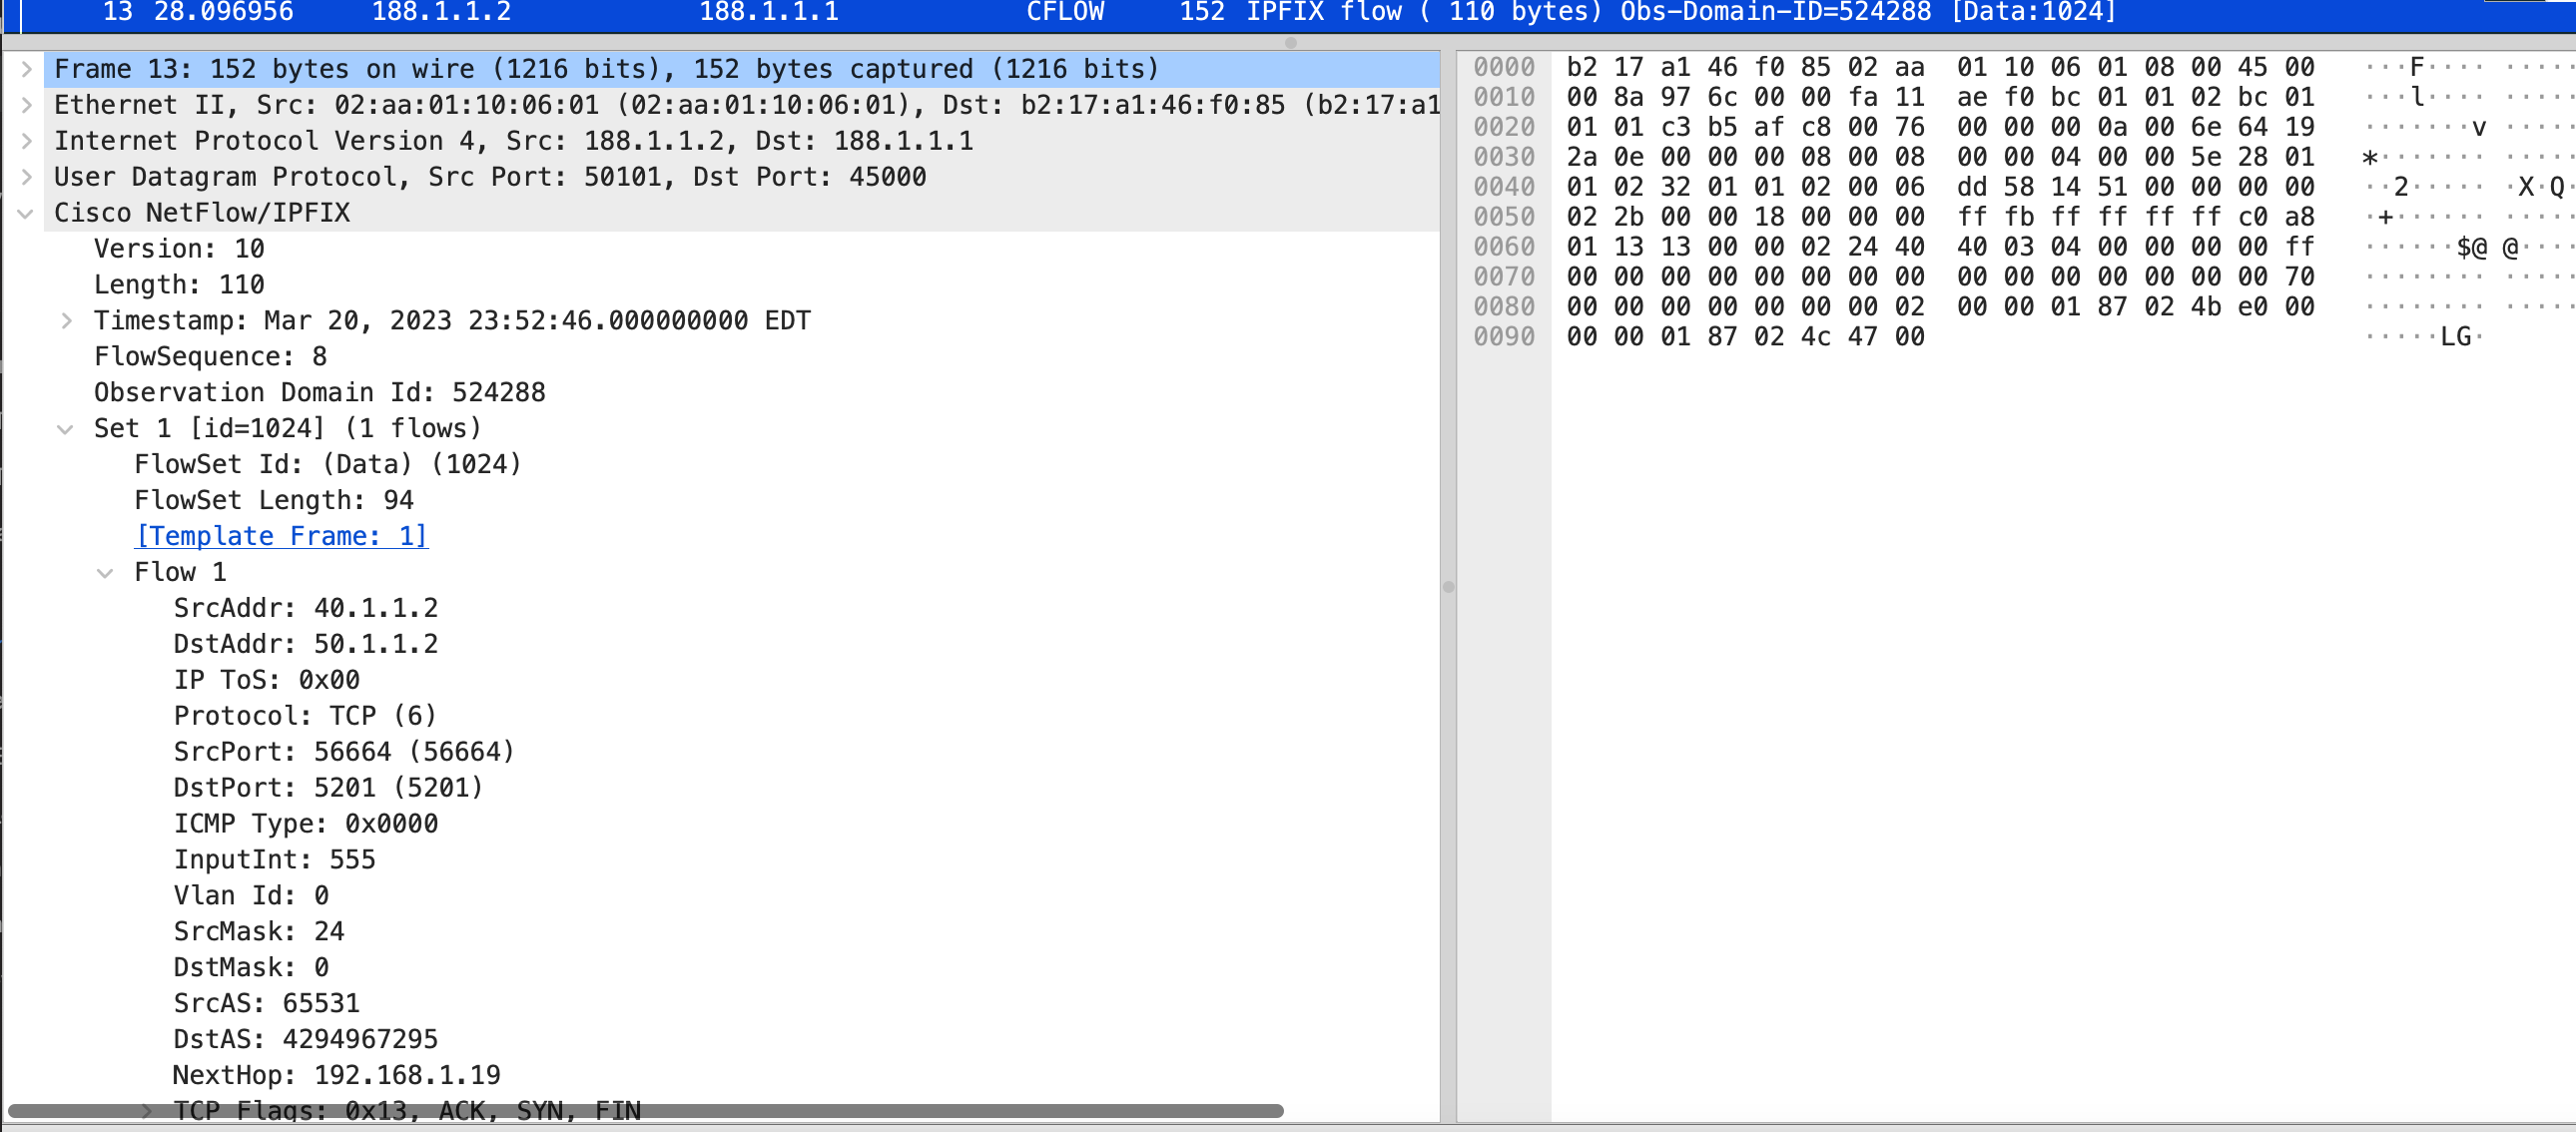 13 28.096956 188.1.1.2 188.1.1.1 CFLOW 152 IPFIX flow ( 110 bytes) Obs-Domain-ID=524288 [Data:1024]
Frame 13: 152 bytes on wire (1216 bits), 152 bytes captured (1216 bits)
Ethernet II, Src: 02:aa:01:10:06:01 (02:aa:01:10:06:01), Dst: b2:17:a1:46:f0:85 (b2:17:a1
Internet Protocol Version 4, Src: 188.1.1.2, Dst: 188.1.1.1
User Datagram Protocol, Src Port: 50101, Dst Port: 45000
Cisco NetFlow/IPFIX
Version: 10
Length: 110
Timestamp: Mar 20, 2023 23:52:46.000000000 EDT
FlowSequence: 8
Observation Domain Id: 524288
Set 1 [id=1024] (1 flows)
FlowSet Id: (Data) (1024)
FlowSet Length: 94
[Template Frame: 1]
Flow 1
SrcAddr: 40.1.1.2
DstAddr: 50.1.1.2
IP ToS: 0x00
Protocol: TCP (6)
SrcPort: 56664 (56664)
DstPort: 5201 (5201)
ICMP Type: 0x0000
InputInt: 555
Vlan Id: 0
SrcMask: 24
DstMask: 0
SrcAS: 65531
DstAS: 4294967295
NextHop: 192.168.1.19
TCP Flags: 0x13, ACK, SYN, FIN
0000 b2 17 a1 46 f0 85 02 aa 01 10 06 01 08 00 45 00 ···F···· ·····
0010 00 8a 97 6c 00 00 fa 11 ae f0 bc 01 01 02 bc 01 ···l···· ·····
0020 01 01 c3 b5 af c8 00 76 00 00 00 0a 00 6e 64 19 ·······v ·····
0030 2a 0e 00 00 00 08 00 08 00 00 04 00 00 5e 28 01 *······· ·····
0040 01 02 32 01 01 02 00 06 dd 58 14 51 00 00 00 00 ··2····· ·X·Q·
0050 02 2b 00 00 18 00 00 00 ff fb ff ff ff ff c0 a8 ·+······ ·····
0060 01 13 13 00 00 02 24 40 40 03 04 00 00 00 00 ff ······$@ @····
0070 00 00 00 00 00 00 00 00 00 00 00 00 00 00 00 70 ········ ·····
0080 00 00 00 00 00 00 00 02 00 00 01 87 02 4b e0 00 ········ ·····
0090 00 00 01 87 02 4c 47 00 ·····LG·